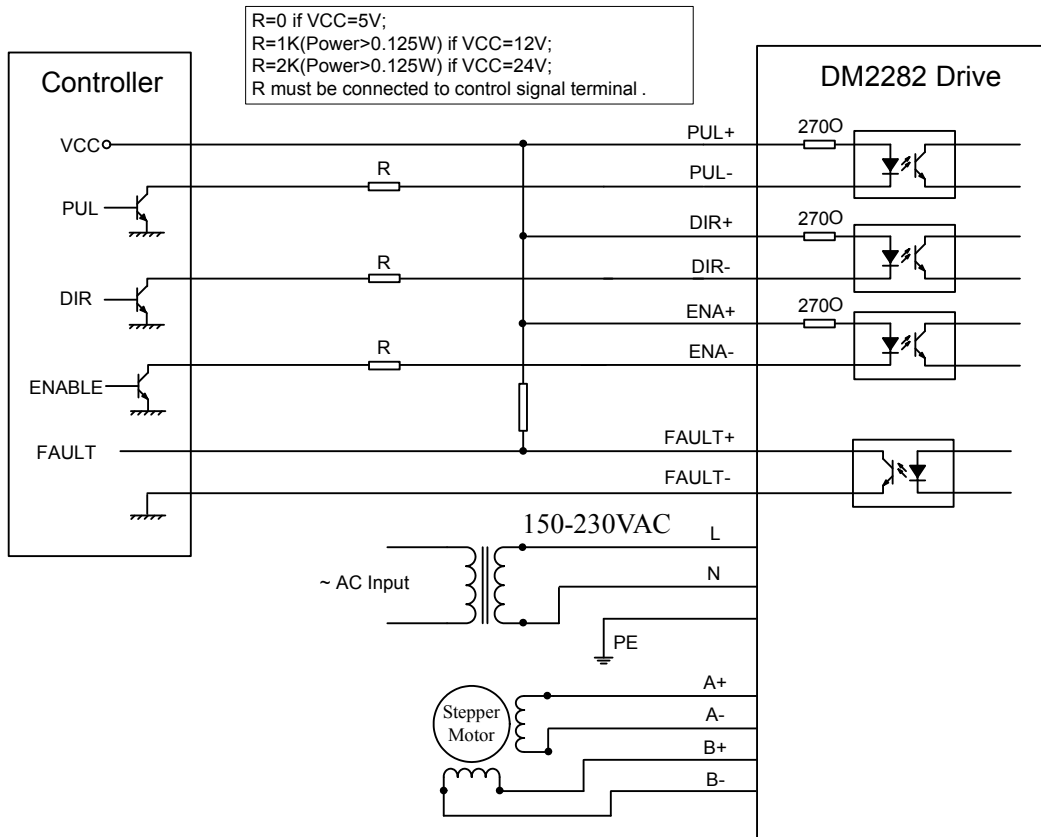 R=0 if VCC=5V;
R=1K(Power>0.125W) if VCC=12V;
R=2K(Power>0.125W) if VCC=24V;
R must be connected to control signal terminal .
Controller
DM2282 Drive
VCC
PUL+
270O
R
PUL-
PUL
DIR+
270O
R
DIR-
DIR
ENA+
270O
R
ENA-
ENABLE
FAULT
FAULT+
FAULT-
150-230VAC
L
~ AC Input
N
PE
A+
Stepper
Motor
A-
B+
B-